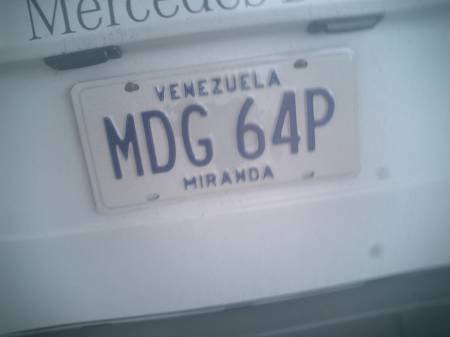 Mercedes
VENEZUELA
MDG 64P
MIRANDA